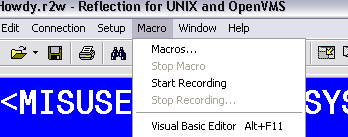 Howdy.r2w - Reflection for UNIX and OpenVMS
Edit Connection Setup Macro Window Help
Macros...
Stop Macro
Start Recording
Stop Recording...
Visual Basic Editor Alt+F11
<MISUSE SYS